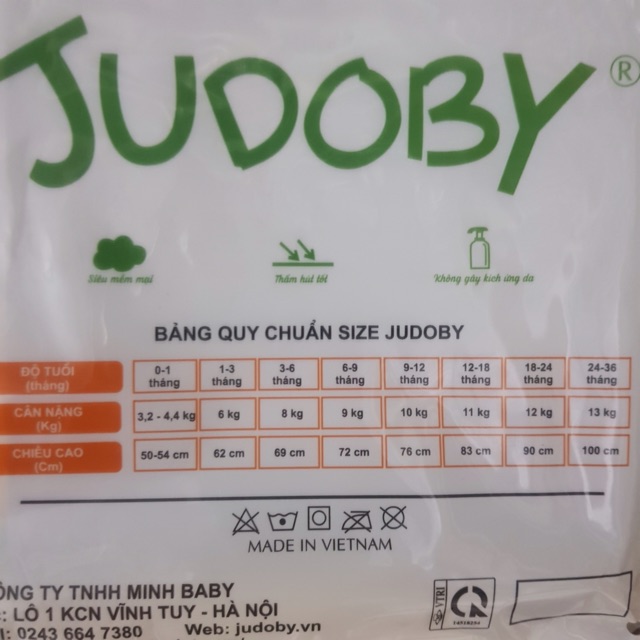 JUDOBY®
Siêu mềm mại Thấm hút tốt Không gây kích ứng da
BẢNG QUY CHUẨN SIZE JUDOBY
ĐỘ TUỔI (tháng) 0-1 tháng 1-3 tháng 3-6 tháng 6-9 tháng 9-12 tháng 12-18 tháng 18-24 tháng 24-36 tháng
CÂN NẶNG (Kg) 3,2 - 4,4 kg 6 kg 8 kg 9 kg 10 kg 11 kg 12 kg 13 kg
CHIỀU CAO (Cm) 50-54 cm 62 cm 69 cm 72 cm 76 cm 83 cm 90 cm 100 cm
MADE IN VIETNAM
ÔNG TY TNHH MINH BABY
: LÔ 1 KCN VĨNH TUY - HÀ NỘI
: 0243 664 7380 Web: judoby.vn
VTRI